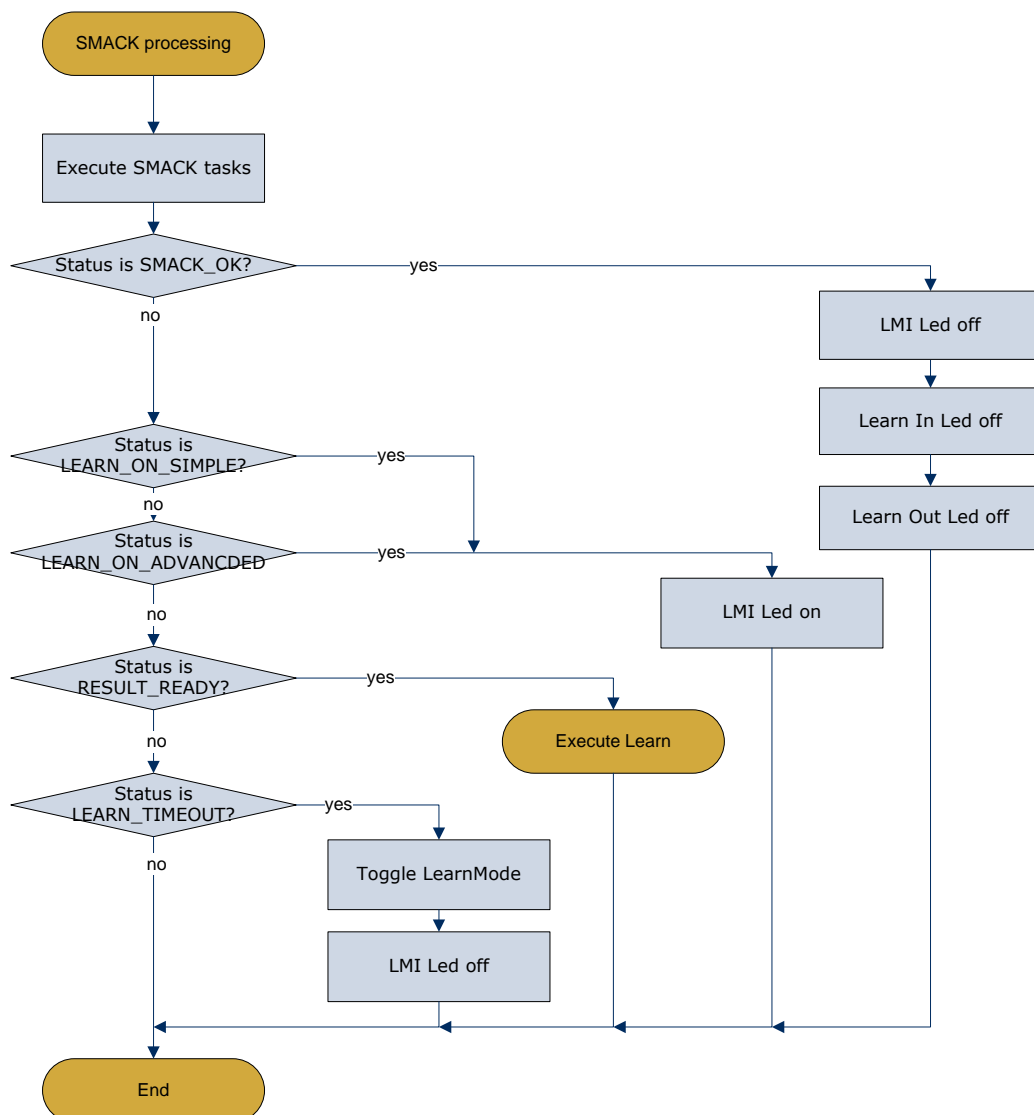 SMACK processing
Execute SMACK tasks
Status is SMACK_OK?
yes
no
LMI Led off
Learn In Led off
Learn Out Led off
Status is
LEARN_ON_SIMPLE?
yes
no
Status is
LEARN_ON_ADVANCDED
yes
no
LMI Led on
Status is
RESULT_READY?
yes
no
Execute Learn
Status is
LEARN_TIMEOUT?
yes
no
Toggle LearnMode
LMI Led off
End